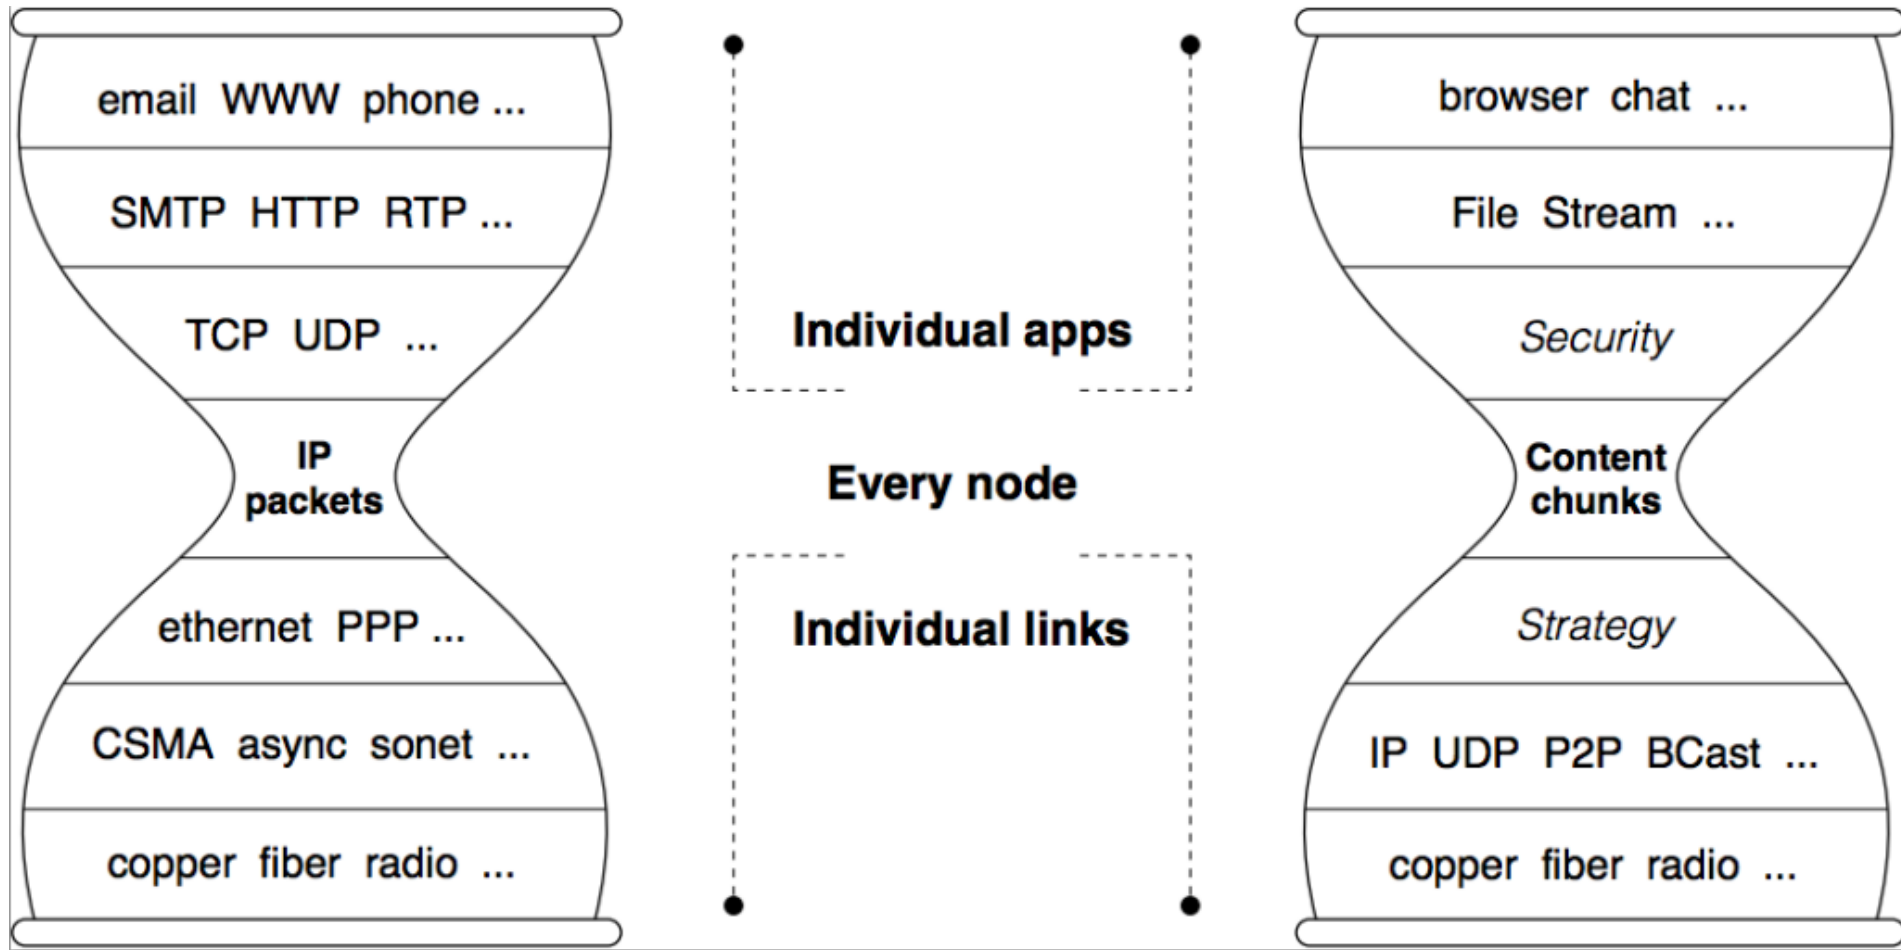 email WWW phone ...
SMTP HTTP RTP ...
TCP UDP ...
IP
packets
ethernet PPP ...
CSMA async sonet ...
copper fiber radio ...
Individual apps
Every node
Individual links
browser chat ...
File Stream ...
Security
Content
chunks
Strategy
IP UDP P2P BCast ...
copper fiber radio ...